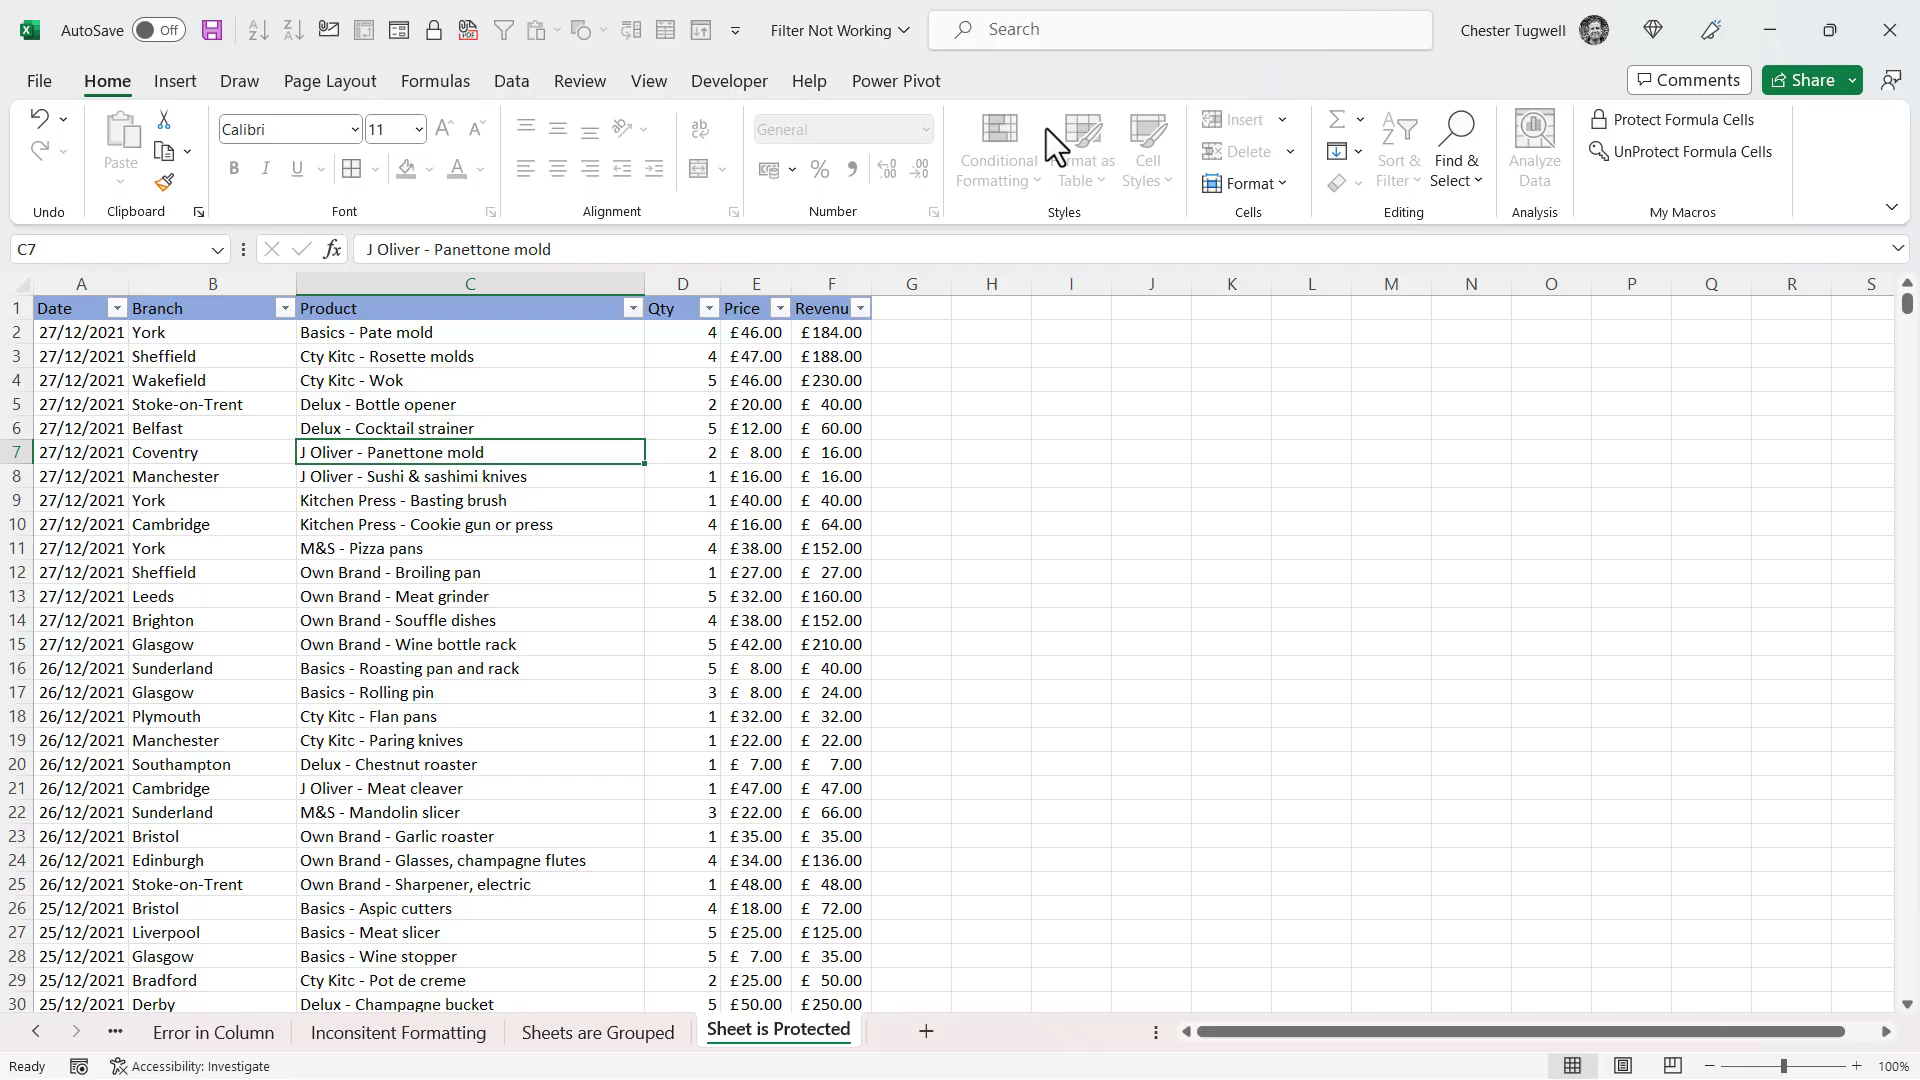 AutoSave Off Filter Not Working Search Chester Tugwell
File Home Insert Draw Page Layout Formulas Data Review View Developer Help Power Pivot Comments Share
Paste
Calibri 11
B I U A
ab
General
% 9
Conditional Formatting
Format as Table
Cell Styles
Insert
Delete
Format
Sort & Filter
Find & Select
Analyze Data
Protect Formula Cells
UnProtect Formula Cells
Undo Clipboard Font Alignment Number Styles Cells Editing Analysis My Macros
C7 fx J Oliver - Panettone mold
A B C D E F G H I J K L M N O P Q R S
1 Date Branch Product Qty Price Revenu
2 27/12/2021 York Basics - Pate mold 4 £46.00 £184.00
3 27/12/2021 Sheffield Cty Kitc - Rosette molds 4 £47.00 £188.00
4 27/12/2021 Wakefield Cty Kitc - Wok 5 £46.00 £230.00
5 27/12/2021 Stoke-on-Trent Delux - Bottle opener 2 £20.00 £ 40.00
6 27/12/2021 Belfast Delux - Cocktail strainer 5 £12.00 £ 60.00
7 27/12/2021 Coventry J Oliver - Panettone mold 2 £ 8.00 £ 16.00
8 27/12/2021 Manchester J Oliver - Sushi & sashimi knives 1 £16.00 £ 16.00
9 27/12/2021 York Kitchen Press - Basting brush 1 £40.00 £ 40.00
10 27/12/2021 Cambridge Kitchen Press - Cookie gun or press 4 £16.00 £ 64.00
11 27/12/2021 York M&S - Pizza pans 4 £38.00 £152.00
12 27/12/2021 Sheffield Own Brand - Broiling pan 1 £27.00 £ 27.00
13 27/12/2021 Leeds Own Brand - Meat grinder 5 £32.00 £160.00
14 27/12/2021 Brighton Own Brand - Souffle dishes 4 £38.00 £152.00
15 27/12/2021 Glasgow Own Brand - Wine bottle rack 5 £42.00 £210.00
16 26/12/2021 Sunderland Basics - Roasting pan and rack 5 £ 8.00 £ 40.00
17 26/12/2021 Glasgow Basics - Rolling pin 3 £ 8.00 £ 24.00
18 26/12/2021 Plymouth Cty Kitc - Flan pans 1 £32.00 £ 32.00
19 26/12/2021 Manchester Cty Kitc - Paring knives 1 £22.00 £ 22.00
20 26/12/2021 Southampton Delux - Chestnut roaster 1 £ 7.00 £ 7.00
21 26/12/2021 Cambridge J Oliver - Meat cleaver 1 £47.00 £ 47.00
22 26/12/2021 Sunderland M&S - Mandolin slicer 3 £22.00 £ 66.00
23 26/12/2021 Bristol Own Brand - Garlic roaster 1 £35.00 £ 35.00
24 26/12/2021 Edinburgh Own Brand - Glasses, champagne flutes 4 £34.00 £136.00
25 26/12/2021 Stoke-on-Trent Own Brand - Sharpener, electric 1 £48.00 £ 48.00
26 25/12/2021 Bristol Basics - Aspic cutters 4 £18.00 £ 72.00
27 25/12/2021 Liverpool Basics - Meat slicer 5 £25.00 £125.00
28 25/12/2021 Glasgow Basics - Wine stopper 5 £ 7.00 £ 35.00
29 25/12/2021 Bradford Cty Kitc - Pot de creme 2 £25.00 £ 50.00
30 25/12/2021 Derby Delux - Champagne bucket 5 £50.00 £250.00
Error in Column Inconsitent Formatting Sheets are Grouped Sheet is Protected
Ready Accessibility: Investigate 100%